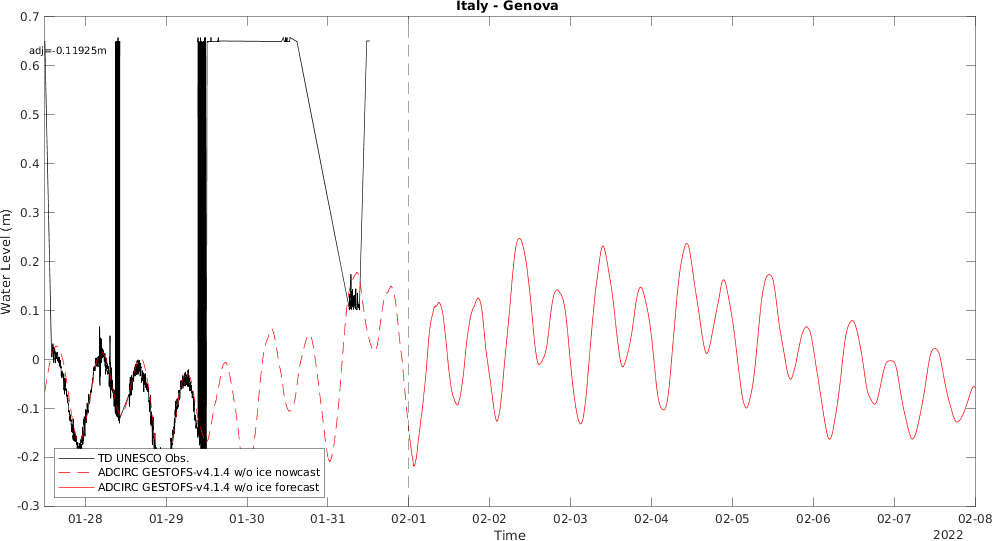 Italy - Genova
adj=-0.11925m
Water Level (m)
0.7
0.6
0.5
0.4
0.3
0.2
0.1
0
-0.1
-0.2
-0.3
TD UNESCO Obs.
ADCIRC GESTOFS-v4.1.4 w/o ice nowcast
ADCIRC GESTOFS-v4.1.4 w/o ice forecast
01-28 01-29 01-30 01-31 02-01 02-02 02-03 02-04 02-05 02-06 02-07 02-08
Time
2022